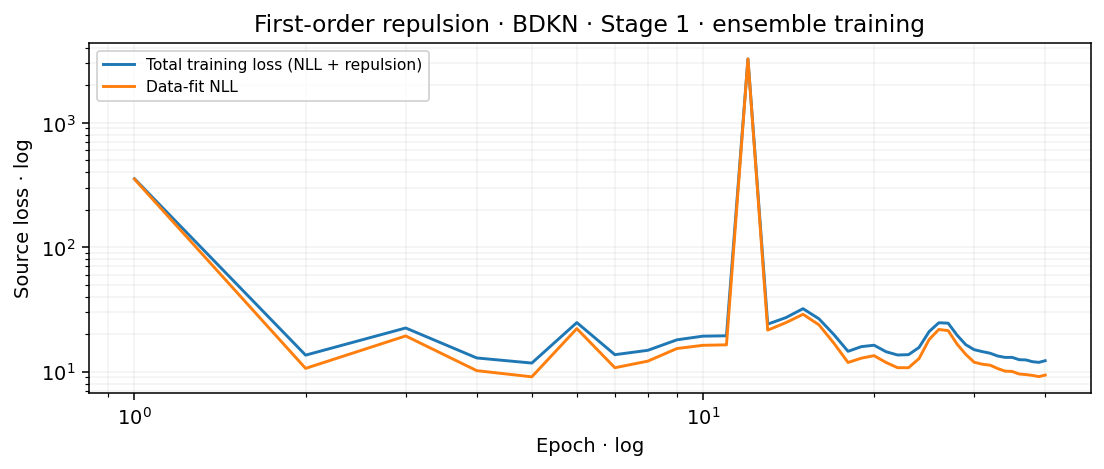 First-order repulsion · BDKN · Stage 1 · ensemble training
Total training loss (NLL + repulsion)
Data-fit NLL
Source loss · log
10³
10²
10¹
10⁰
10¹
Epoch · log